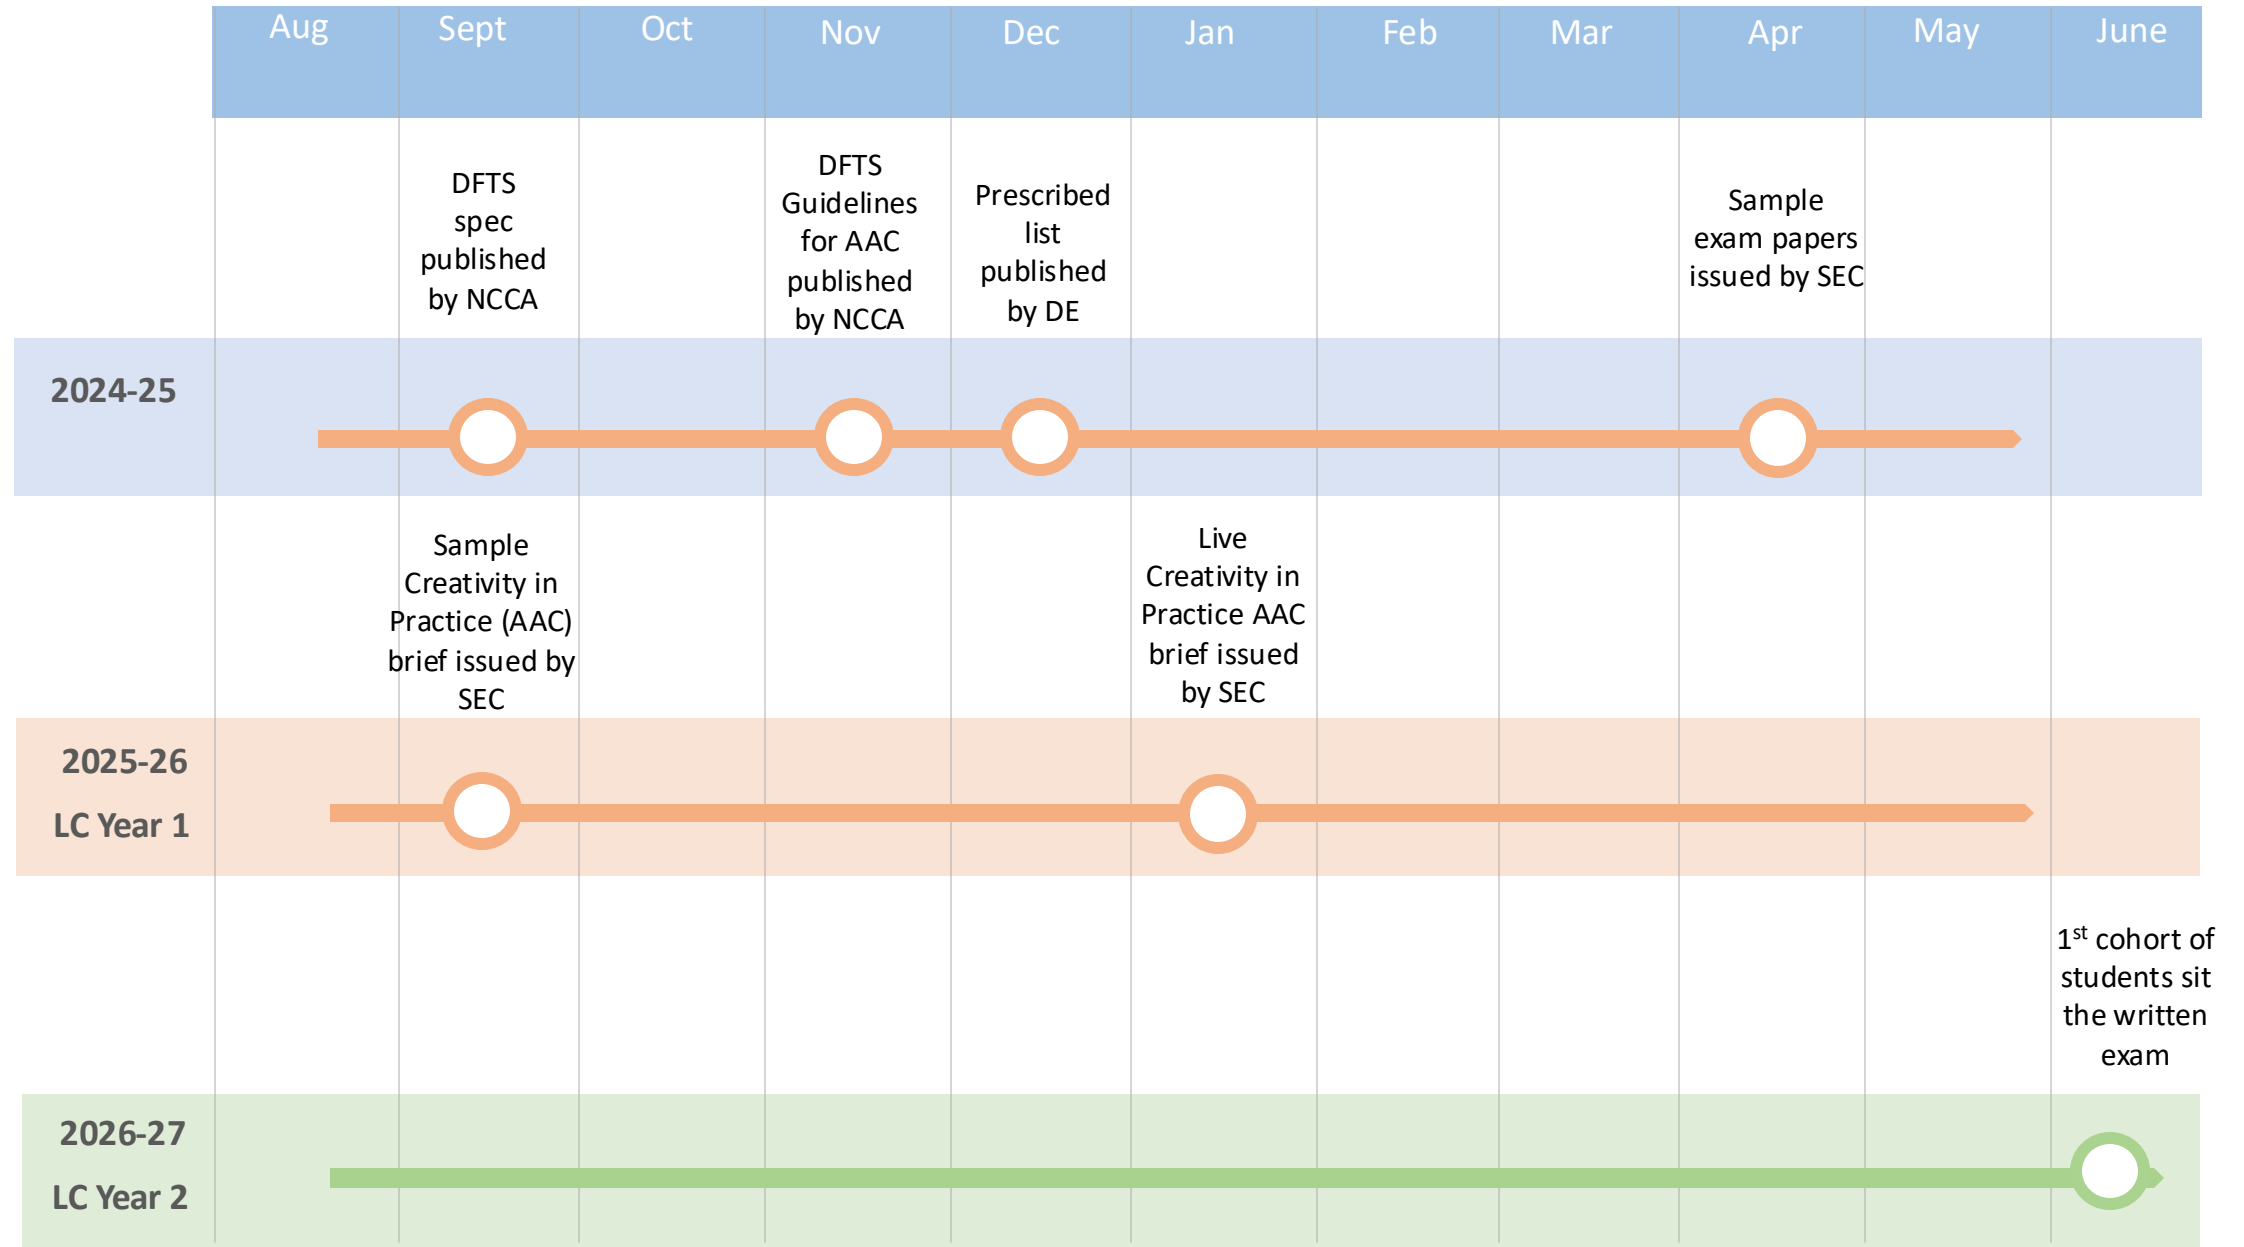 Aug Sept Oct Nov Dec Jan Feb Mar Apr May June
DFTS
spec
published
by NCCA
DFTS
Guidelines
for AAC
published
by NCCA
Prescribed
list
published
by DE
Sample
exam papers
issued by SEC
2024-25
Sample
Creativity in
Practice (AAC)
brief issued by
SEC
Live
Creativity in
Practice AAC
brief issued
by SEC
2025-26
LC Year 1
1st cohort of
students sit
the written
exam
2026-27
LC Year 2